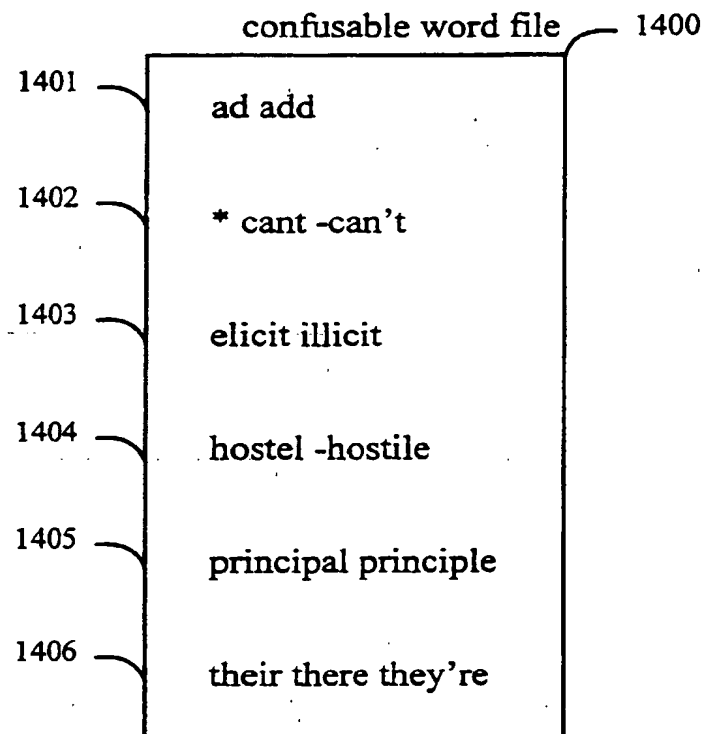 confusable word file 1400
1401 ad add
1402 * cant -can't
1403 elicit illicit
1404 hostel -hostile
1405 principal principle
1406 their there they're